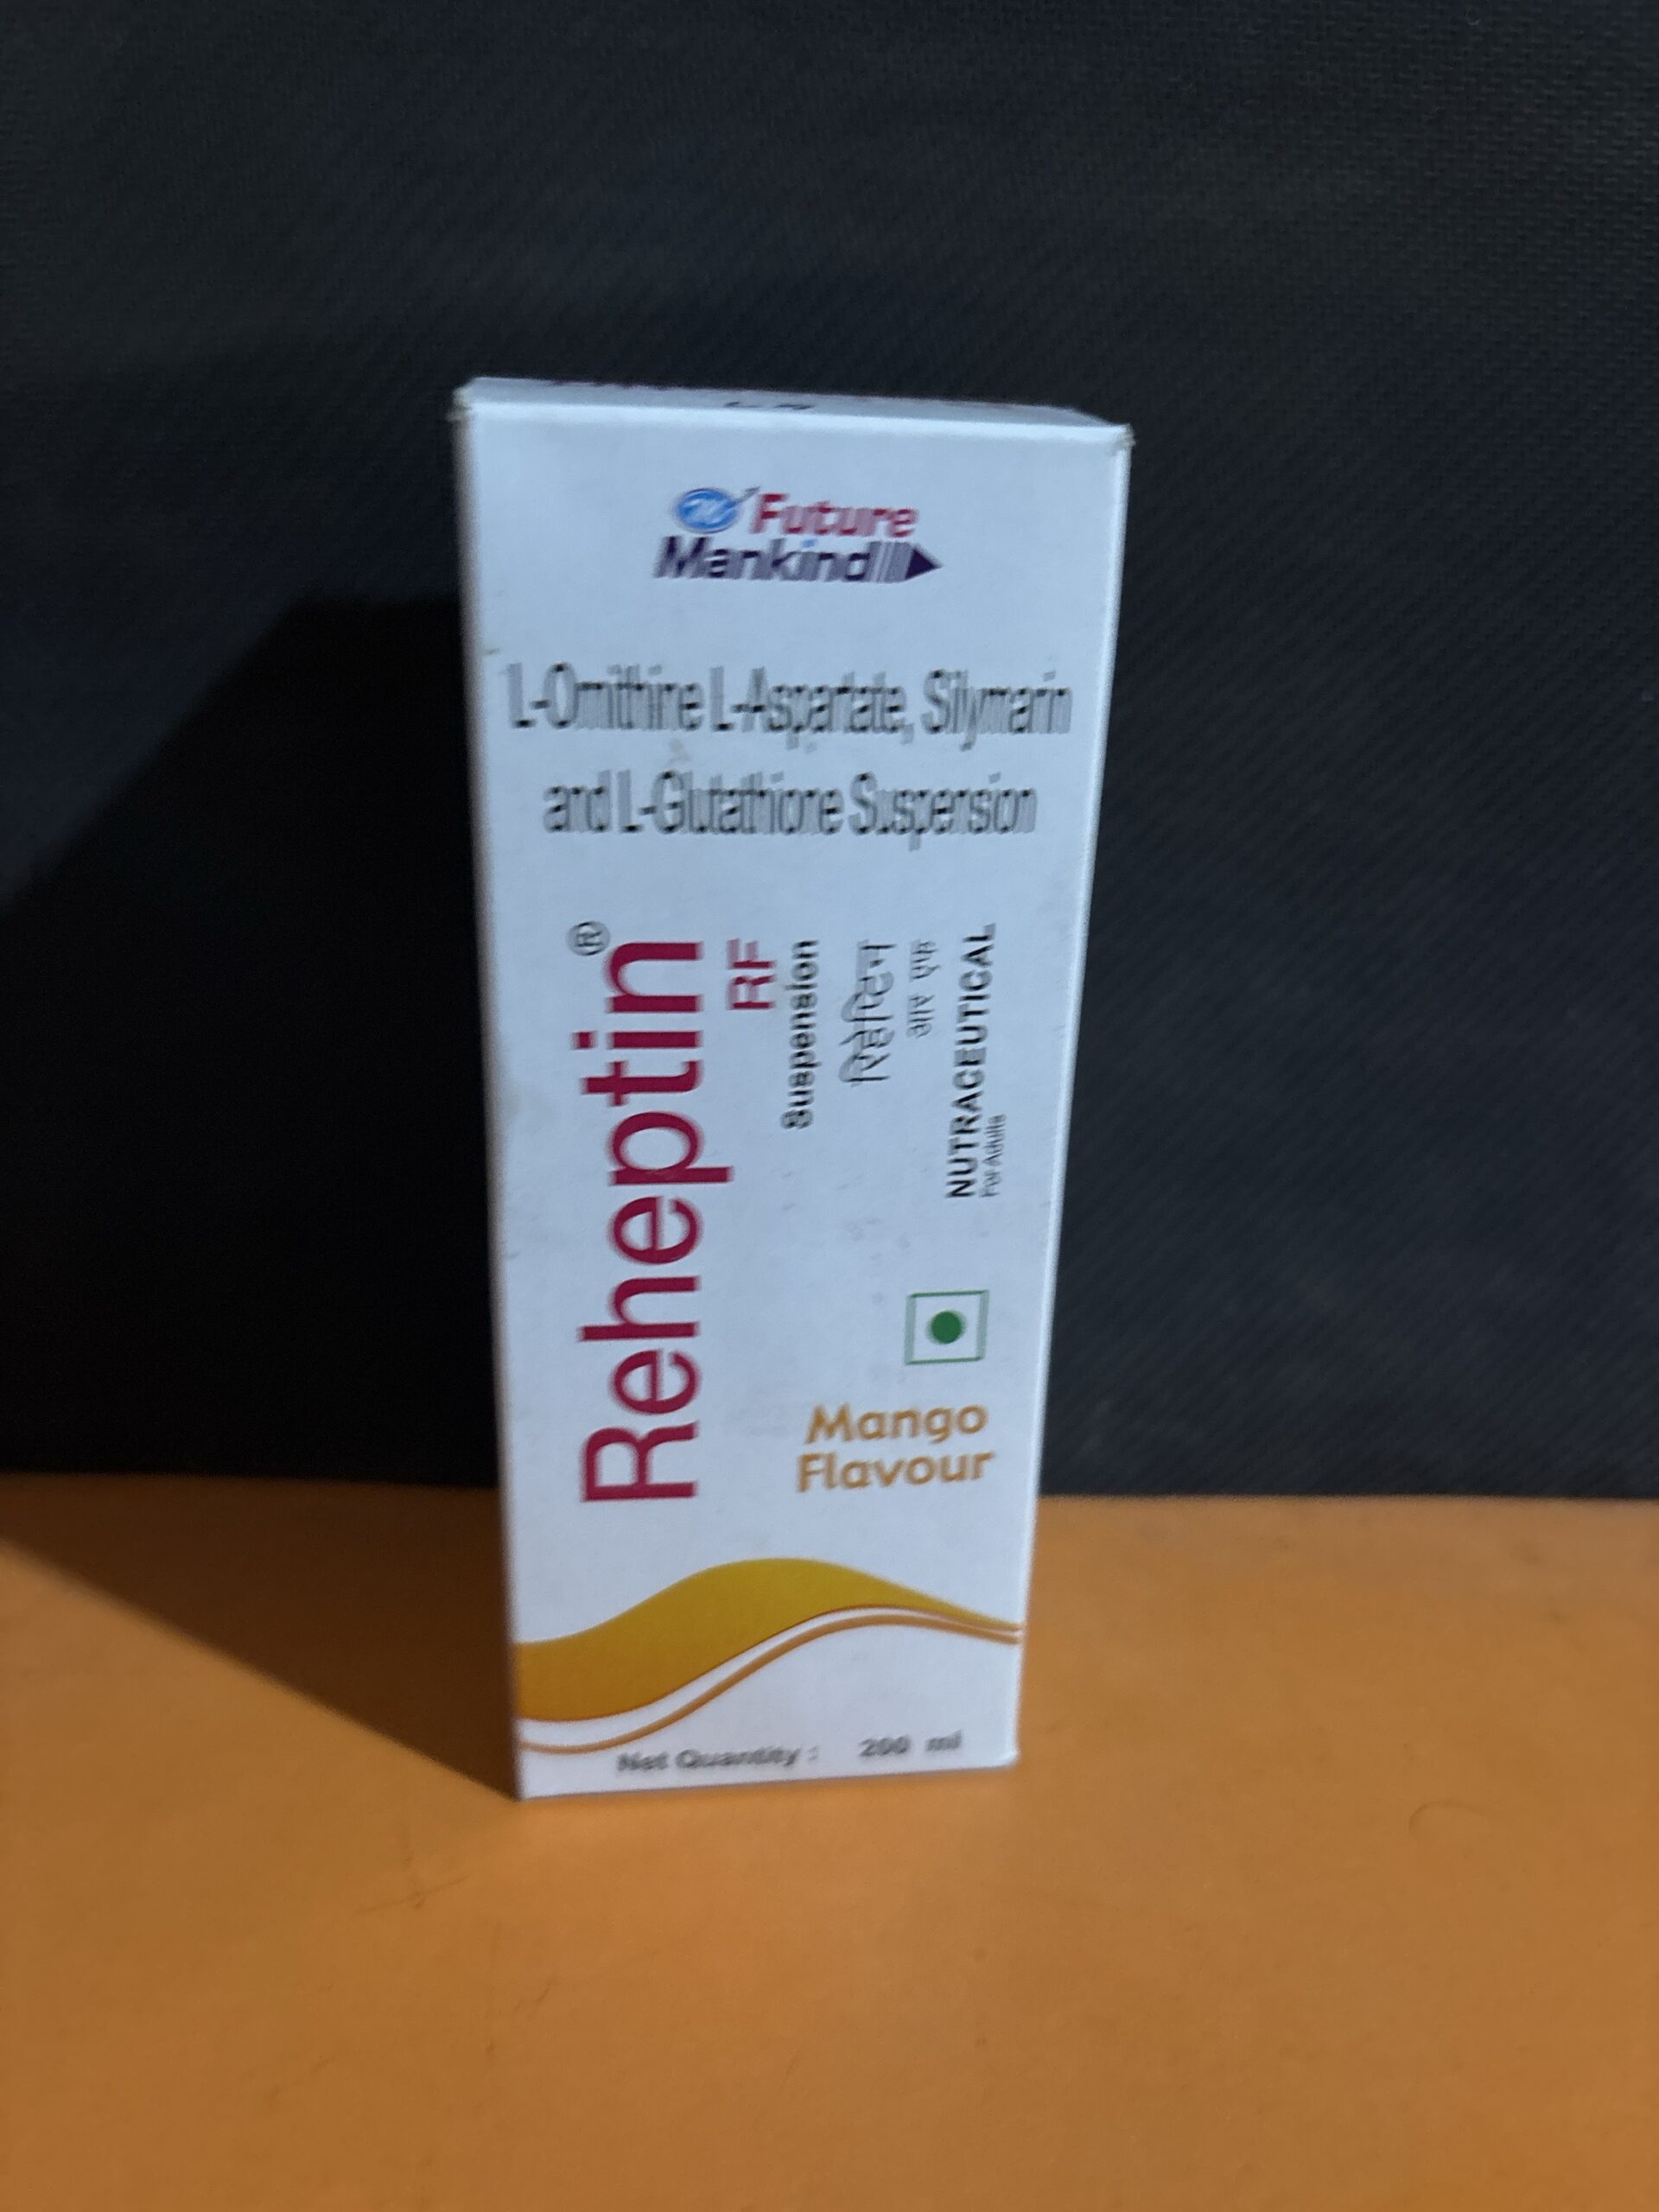 Future
Mankind
L-Ornithine L-Aspartate, Silymarin
and L-Glutathione Suspension
Reheptin®
RF
Suspension
रिहेप्टिन
आर एफ
NUTRACEUTICAL
For Adults
Mango
Flavour
Net Quantity : 200 ml